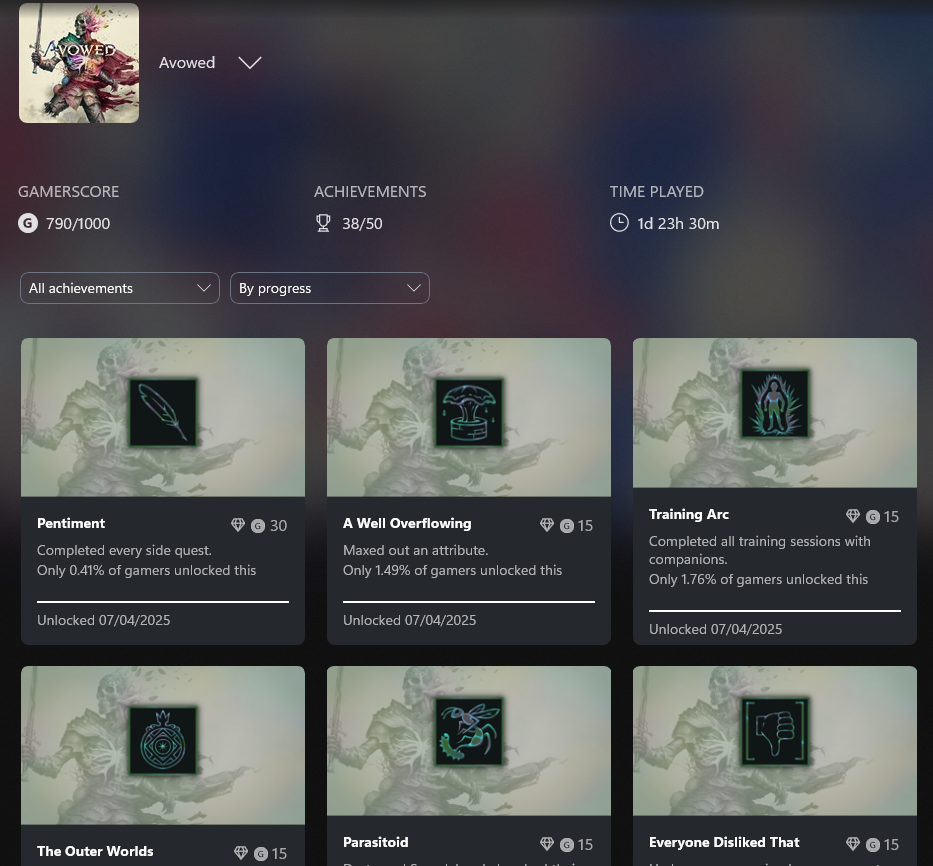 AVOWED
Avowed
GAMERSCORE
ACHIEVEMENTS
TIME PLAYED
G 790/1000
38/50
1d 23h 30m
All achievements
By progress
Pentiment
G 30
Completed every side quest.
Only 0.41% of gamers unlocked this
Unlocked 07/04/2025
A Well Overflowing
G 15
Maxed out an attribute.
Only 1.49% of gamers unlocked this
Unlocked 07/04/2025
Training Arc
G 15
Completed all training sessions with
companions.
Only 1.76% of gamers unlocked this
Unlocked 07/04/2025
The Outer Worlds
G 15
Parasitoid
G 15
Everyone Disliked That
G 15